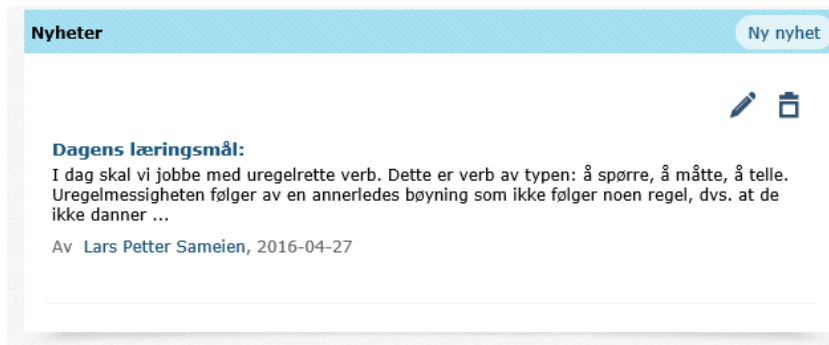 Nyheter
Ny nyhet
Dagens læringsmål:
I dag skal vi jobbe med uregelrette verb. Dette er verb av typen: å spørre, å måtte, å telle.
Uregelmessigheten følger av en annerledes bøyning som ikke følger noen regel, dvs. at de
ikke danner ...
Av Lars Petter Sameien, 2016-04-27